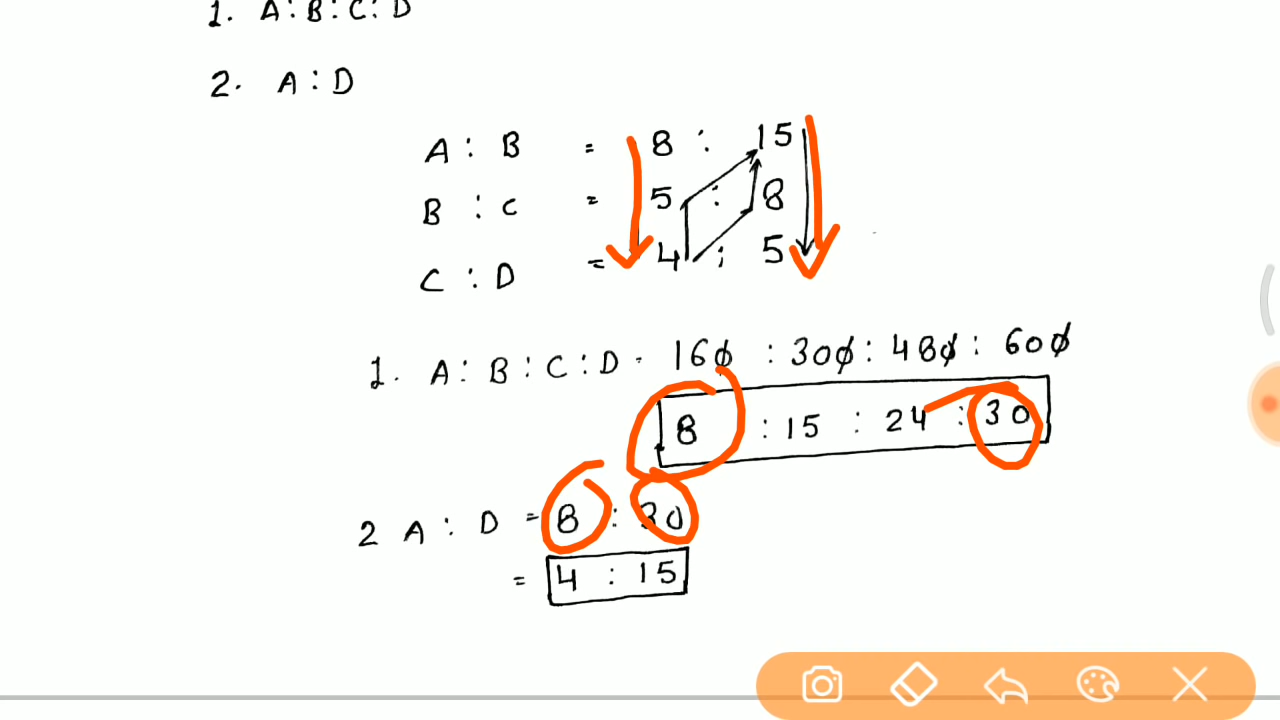 1. A:B:C:D
2. A:D
A : B = 8 : 15
B : C = 5 : 8
C : D = 4 : 5
1. A:B:C:D = 160 : 300 : 480 : 600
8 : 15 : 24 : 30
2 A : D = 8 : 30
= 4 : 15